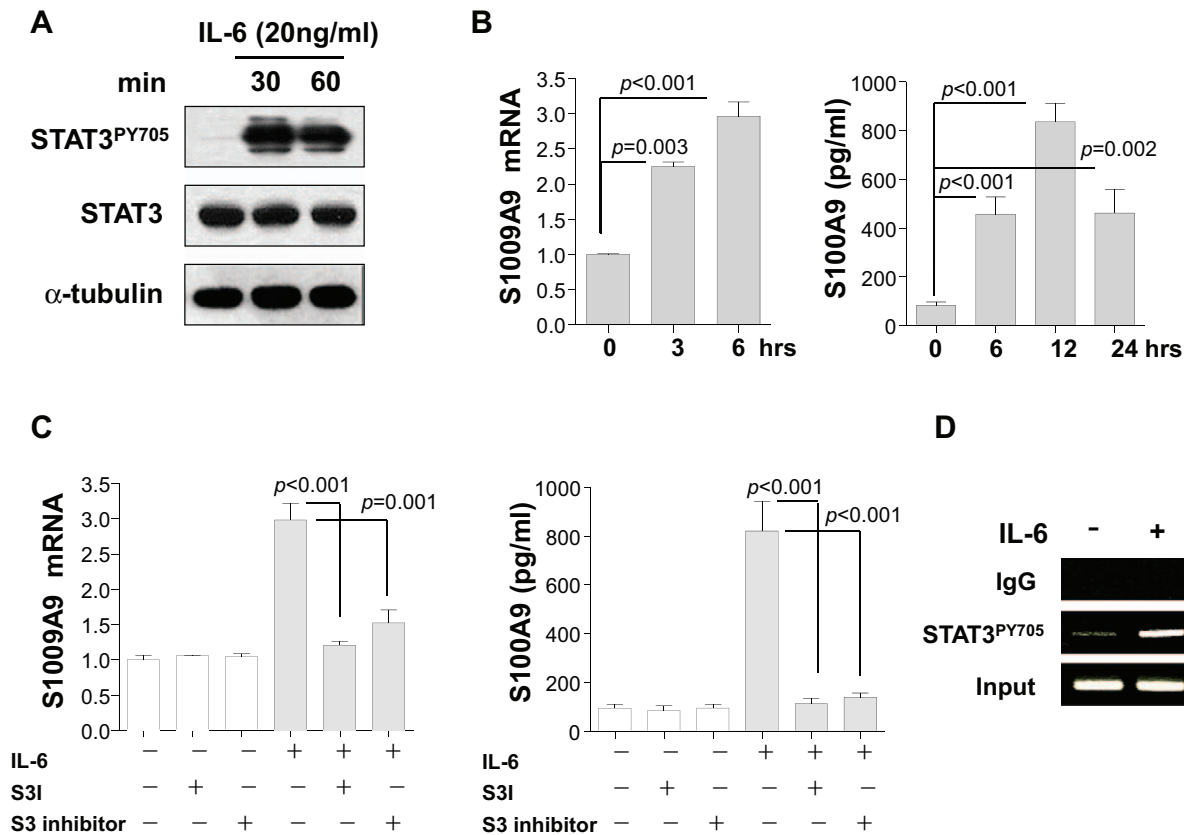 A
IL-6 (20ng/ml)
min 30 60
STAT3PY705
STAT3
α-tubulin
B
S1009A9 mRNA
3.5
3.0
2.5
2.0
1.5
1.0
0.5
0.0
p<0.001
p=0.003
0 3 6 hrs
S100A9 (pg/ml)
1000
800
600
400
200
0
p<0.001
p=0.002
p<0.001
0 6 12 24 hrs
C
S1009A9 mRNA
3.5
3.0
2.5
2.0
1.5
1.0
0.5
0.0
p<0.001
p=0.001
IL-6 − − − + + +
S3I − + − − + −
S3 inhibitor − − + − − +
S100A9 (pg/ml)
1000
800
600
400
200
0
p<0.001
p<0.001
IL-6 − − − + + +
S3I − + − − + −
S3 inhibitor − − + − − +
D
IL-6 - +
IgG
STAT3PY705
Input